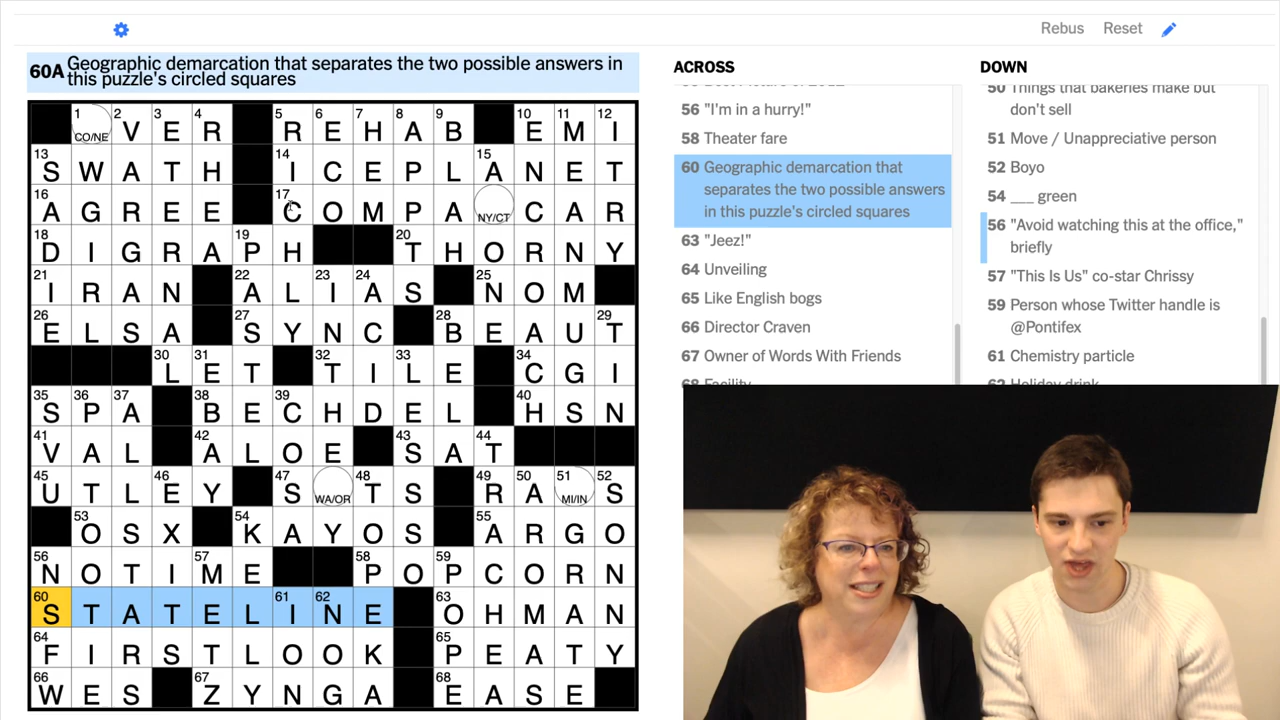 Rebus Reset
60A Geographic demarcation that separates the two possible answers in
this puzzle's circled squares
ACROSS
56 "I'm in a hurry!"
58 Theater fare
60 Geographic demarcation that
separates the two possible answers
in this puzzle's circled squares
63 "Jeez!"
64 Unveiling
65 Like English bogs
66 Director Craven
67 Owner of Words With Friends
68 Facility
DOWN
50 Things that bakeries make but
don't sell
51 Move / Unappreciative person
52 Boyo
54 ___ green
56 "Avoid watching this at the office,"
briefly
57 "This Is Us" co-star Chrissy
59 Person whose Twitter handle is
@Pontifex
61 Chemistry particle
62 Holiday drink
1 2 3 4 5 6 7 8 9 10 11 12
CO/NE V E R R E H A B E M I
13 14 15
S W A T H I C E P L A N E T
16 17
A G R E E C O M P A NY/CT C A R
18 19 20
D I G R A P H T H O R N Y
21 22 23 24 25
I R A N A L I A S N O M
26 27 28 29
E L S A S Y N C B E A U T
30 31 32 33 34
L E T T I L E C G I
35 36 37 38 39 40
S P A B E C H D E L H S N
41 42 43 44
V A L A L O E S A T
45 46 47 48 49 50 51 52
U T L E Y S WA/OR T S R A MI/IN S
53 54 55
O S X K A Y O S A R G O
56 57 58 59
N O T I M E P O P C O R N
60 61 62 63
S T A T E L I N E O H M A N
64 65
F I R S T L O O K P E A T Y
66 67 68
W E S Z Y N G A E A S E